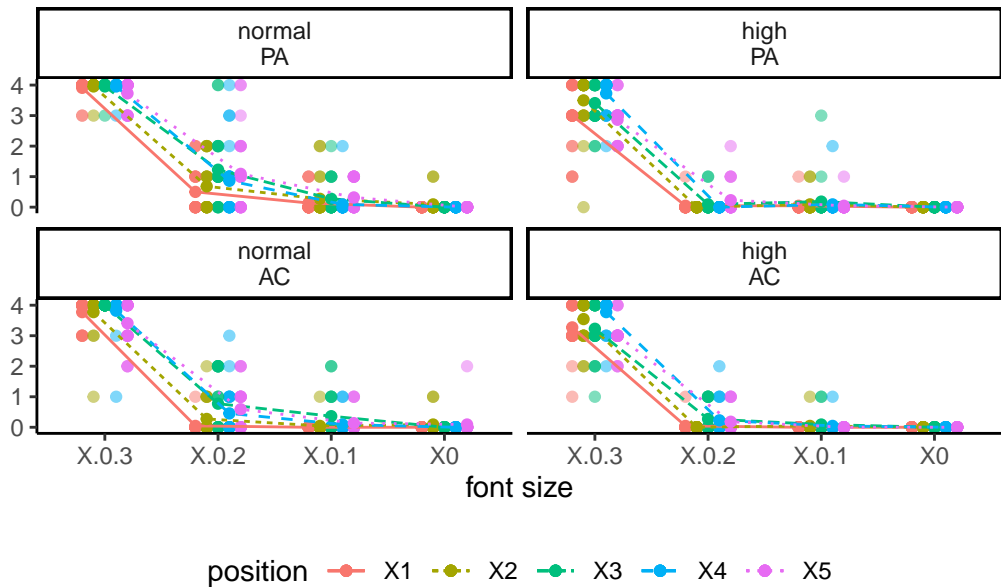 normal
PA
high
PA
4
3
2
1
0
normal
AC
high
AC
4
3
2
1
0
X.0.3 X.0.2 X.0.1 X0 X.0.3 X.0.2 X.0.1 X0
font size
position X1 X2 X3 X4 X5